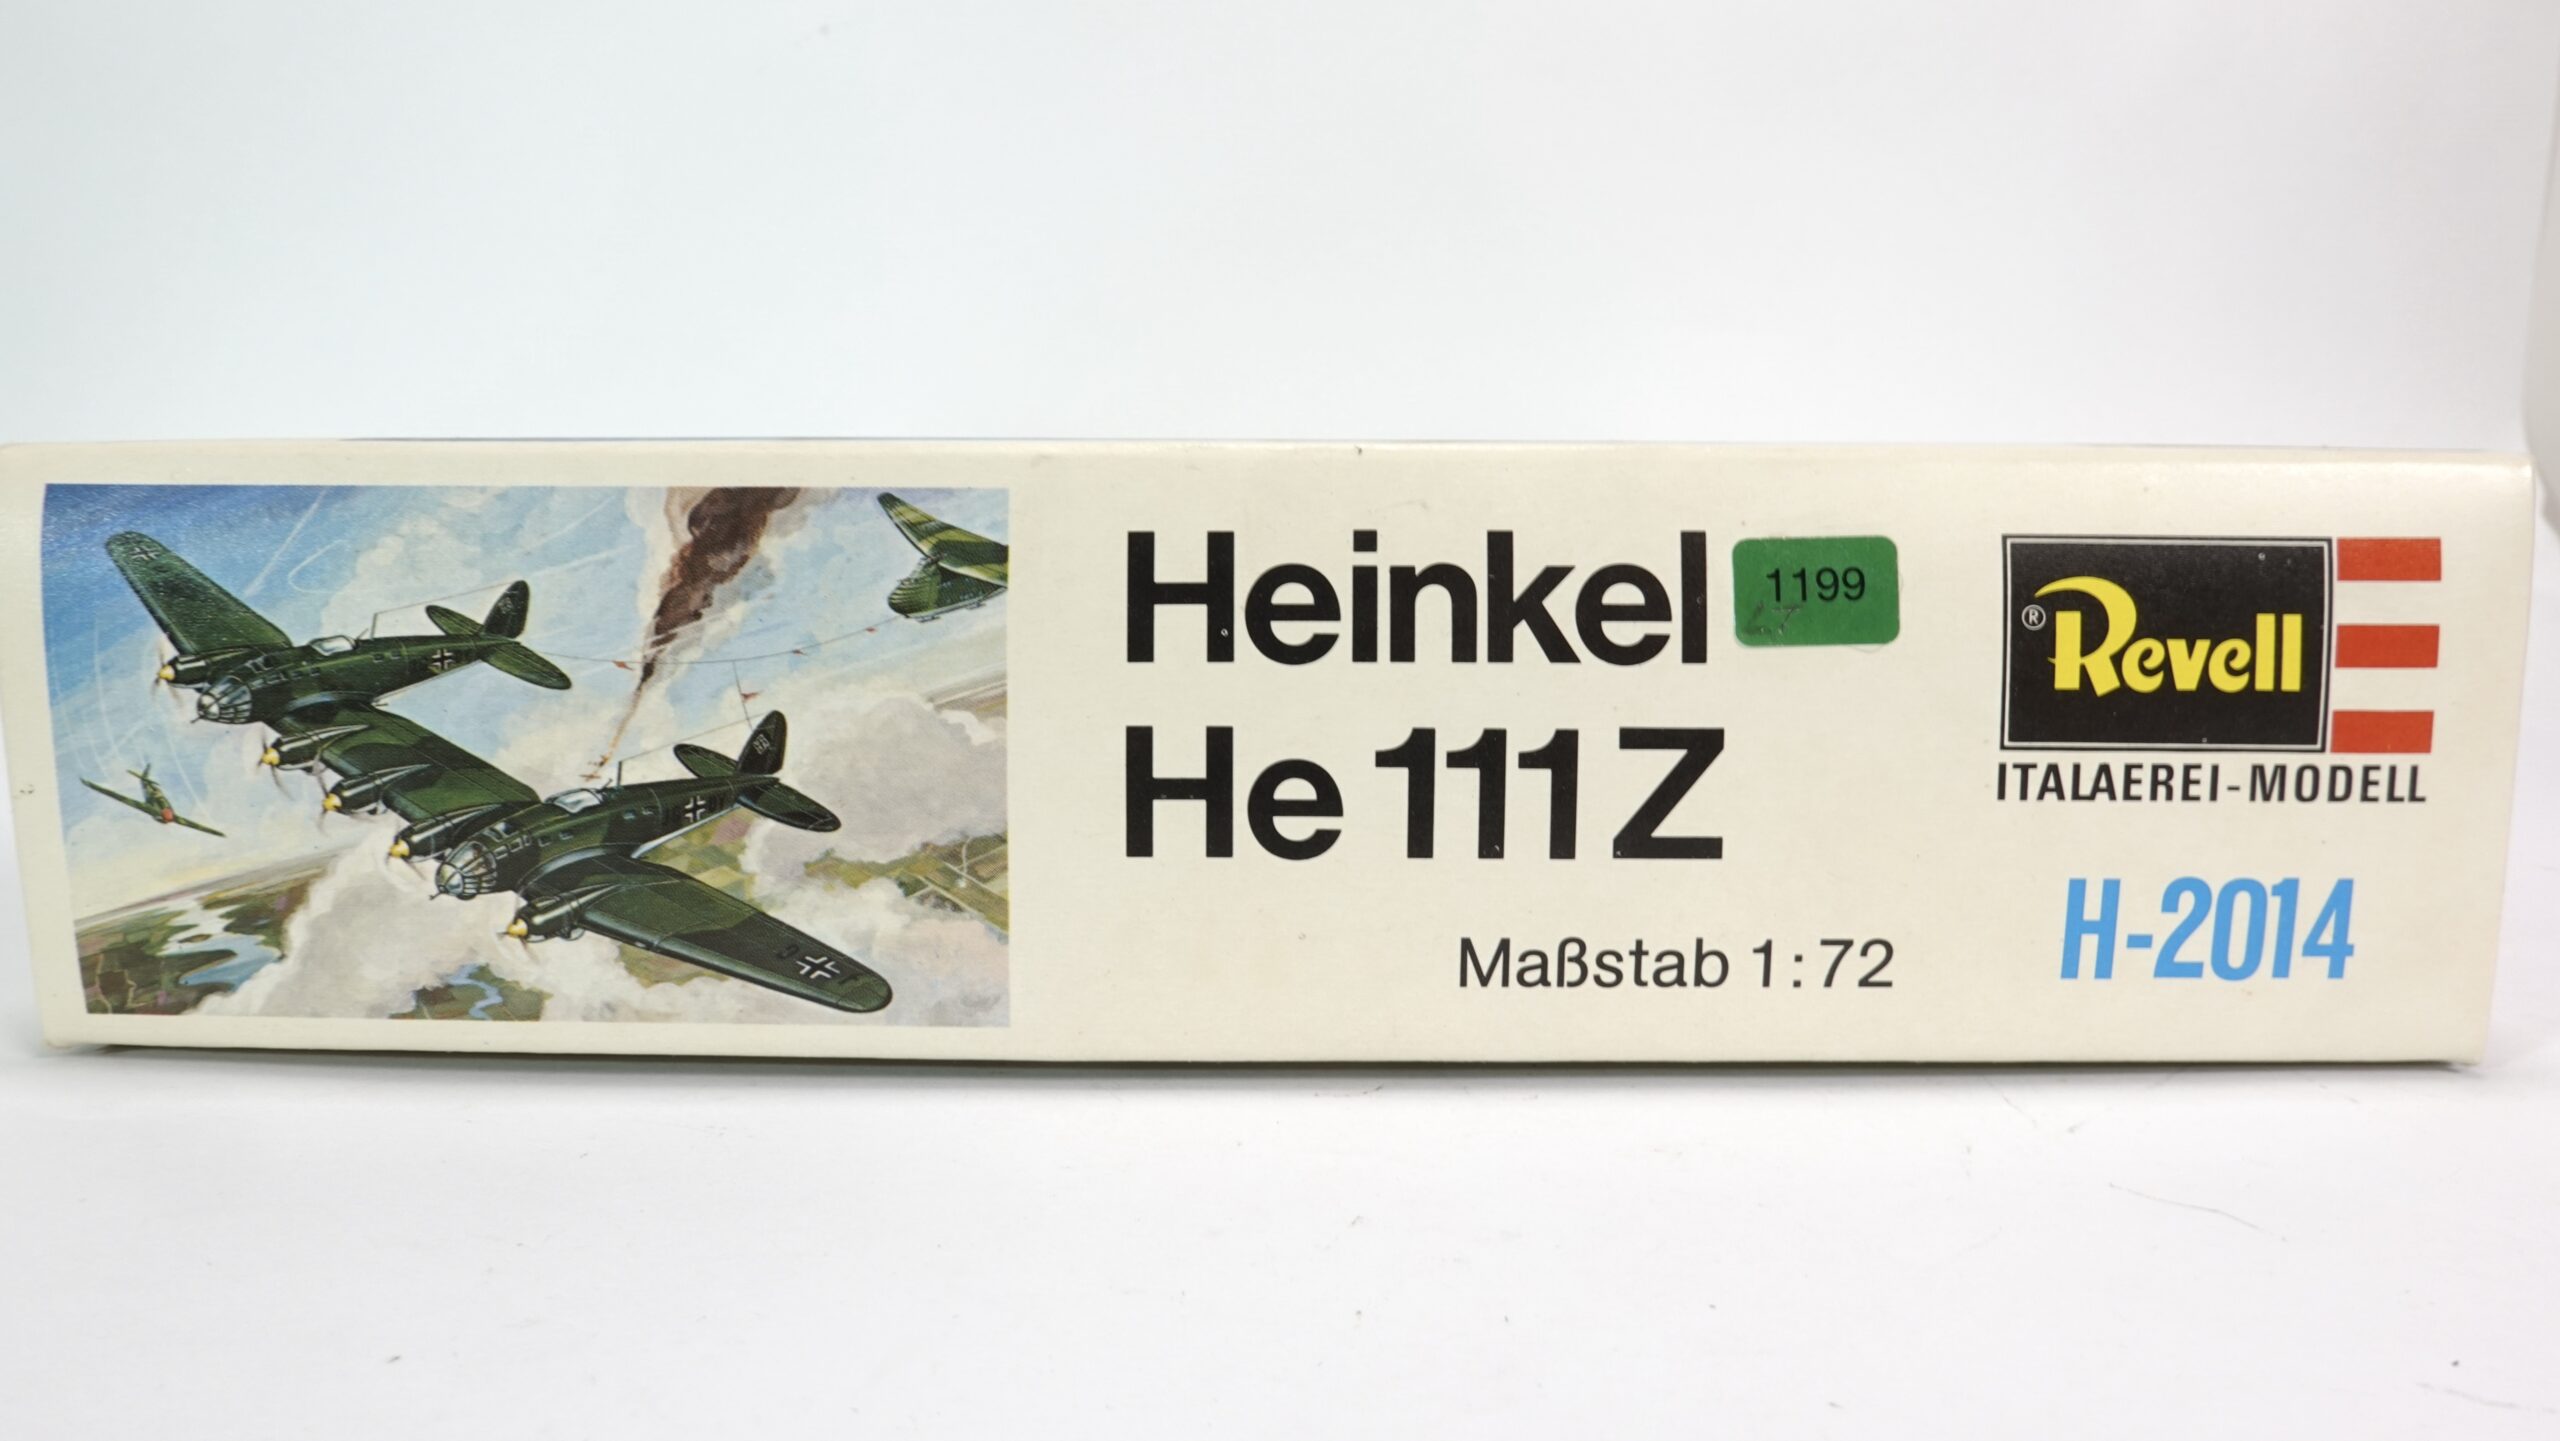 Heinkel
1199
He 111 Z
Maßstab 1:72
® Revell
ITALAEREI-MODELL
H-2014